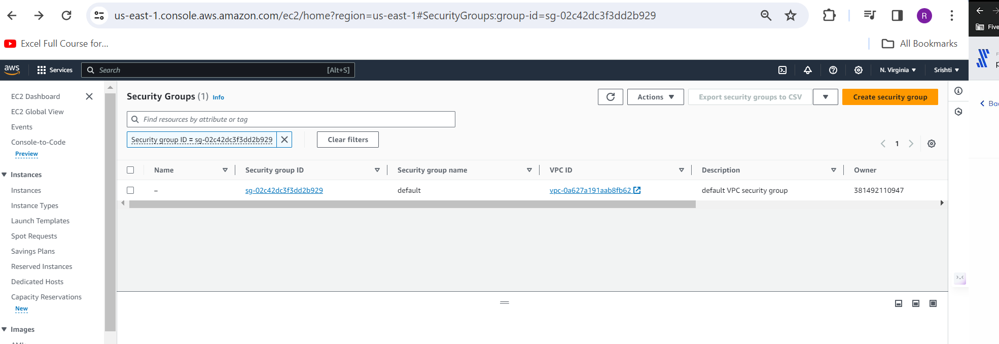 us-east-1.console.aws.amazon.com/ec2/home?region=us-east-1#SecurityGroups:group-id=sg-02c42dc3f3dd2b929
R
Excel Full Course for...
All Bookmarks
Five
aws
Services
Search
[Alt+S]
N. Virginia
Srishti
EC2 Dashboard
EC2 Global View
Events
Console-to-Code
Preview
Instances
Instances
Instance Types
Launch Templates
Spot Requests
Savings Plans
Reserved Instances
Dedicated Hosts
Capacity Reservations
New
Images
Security Groups (1) Info
Actions
Export security groups to CSV
Create security group
Find resources by attribute or tag
Security group ID = sg-02c42dc3f3dd2b929
Clear filters
1
Name Security group ID Security group name VPC ID Description Owner
– sg-02c42dc3f3dd2b929 default vpc-0a627a191aab8fb62 default VPC security group 381492110947